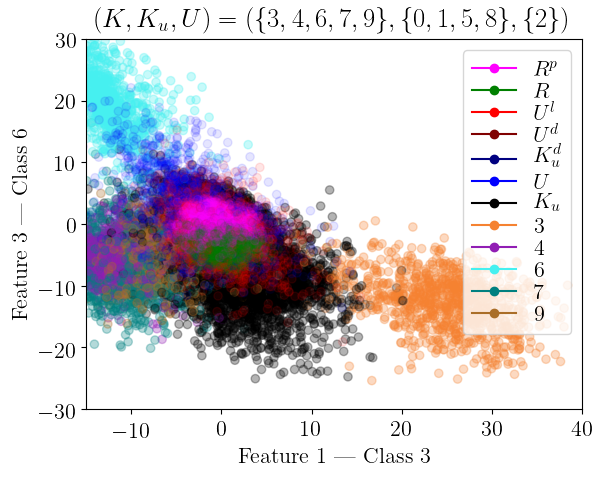 (K, K_u, U) = ({3, 4, 6, 7, 9}, {0, 1, 5, 8}, {2})
R^p
R
U^l
U^d
K_u^d
U
K_u
3
4
6
7
9
Feature 3 — Class 6
30
20
10
0
−10
−20
−30
−10 0 10 20 30 40
Feature 1 — Class 3